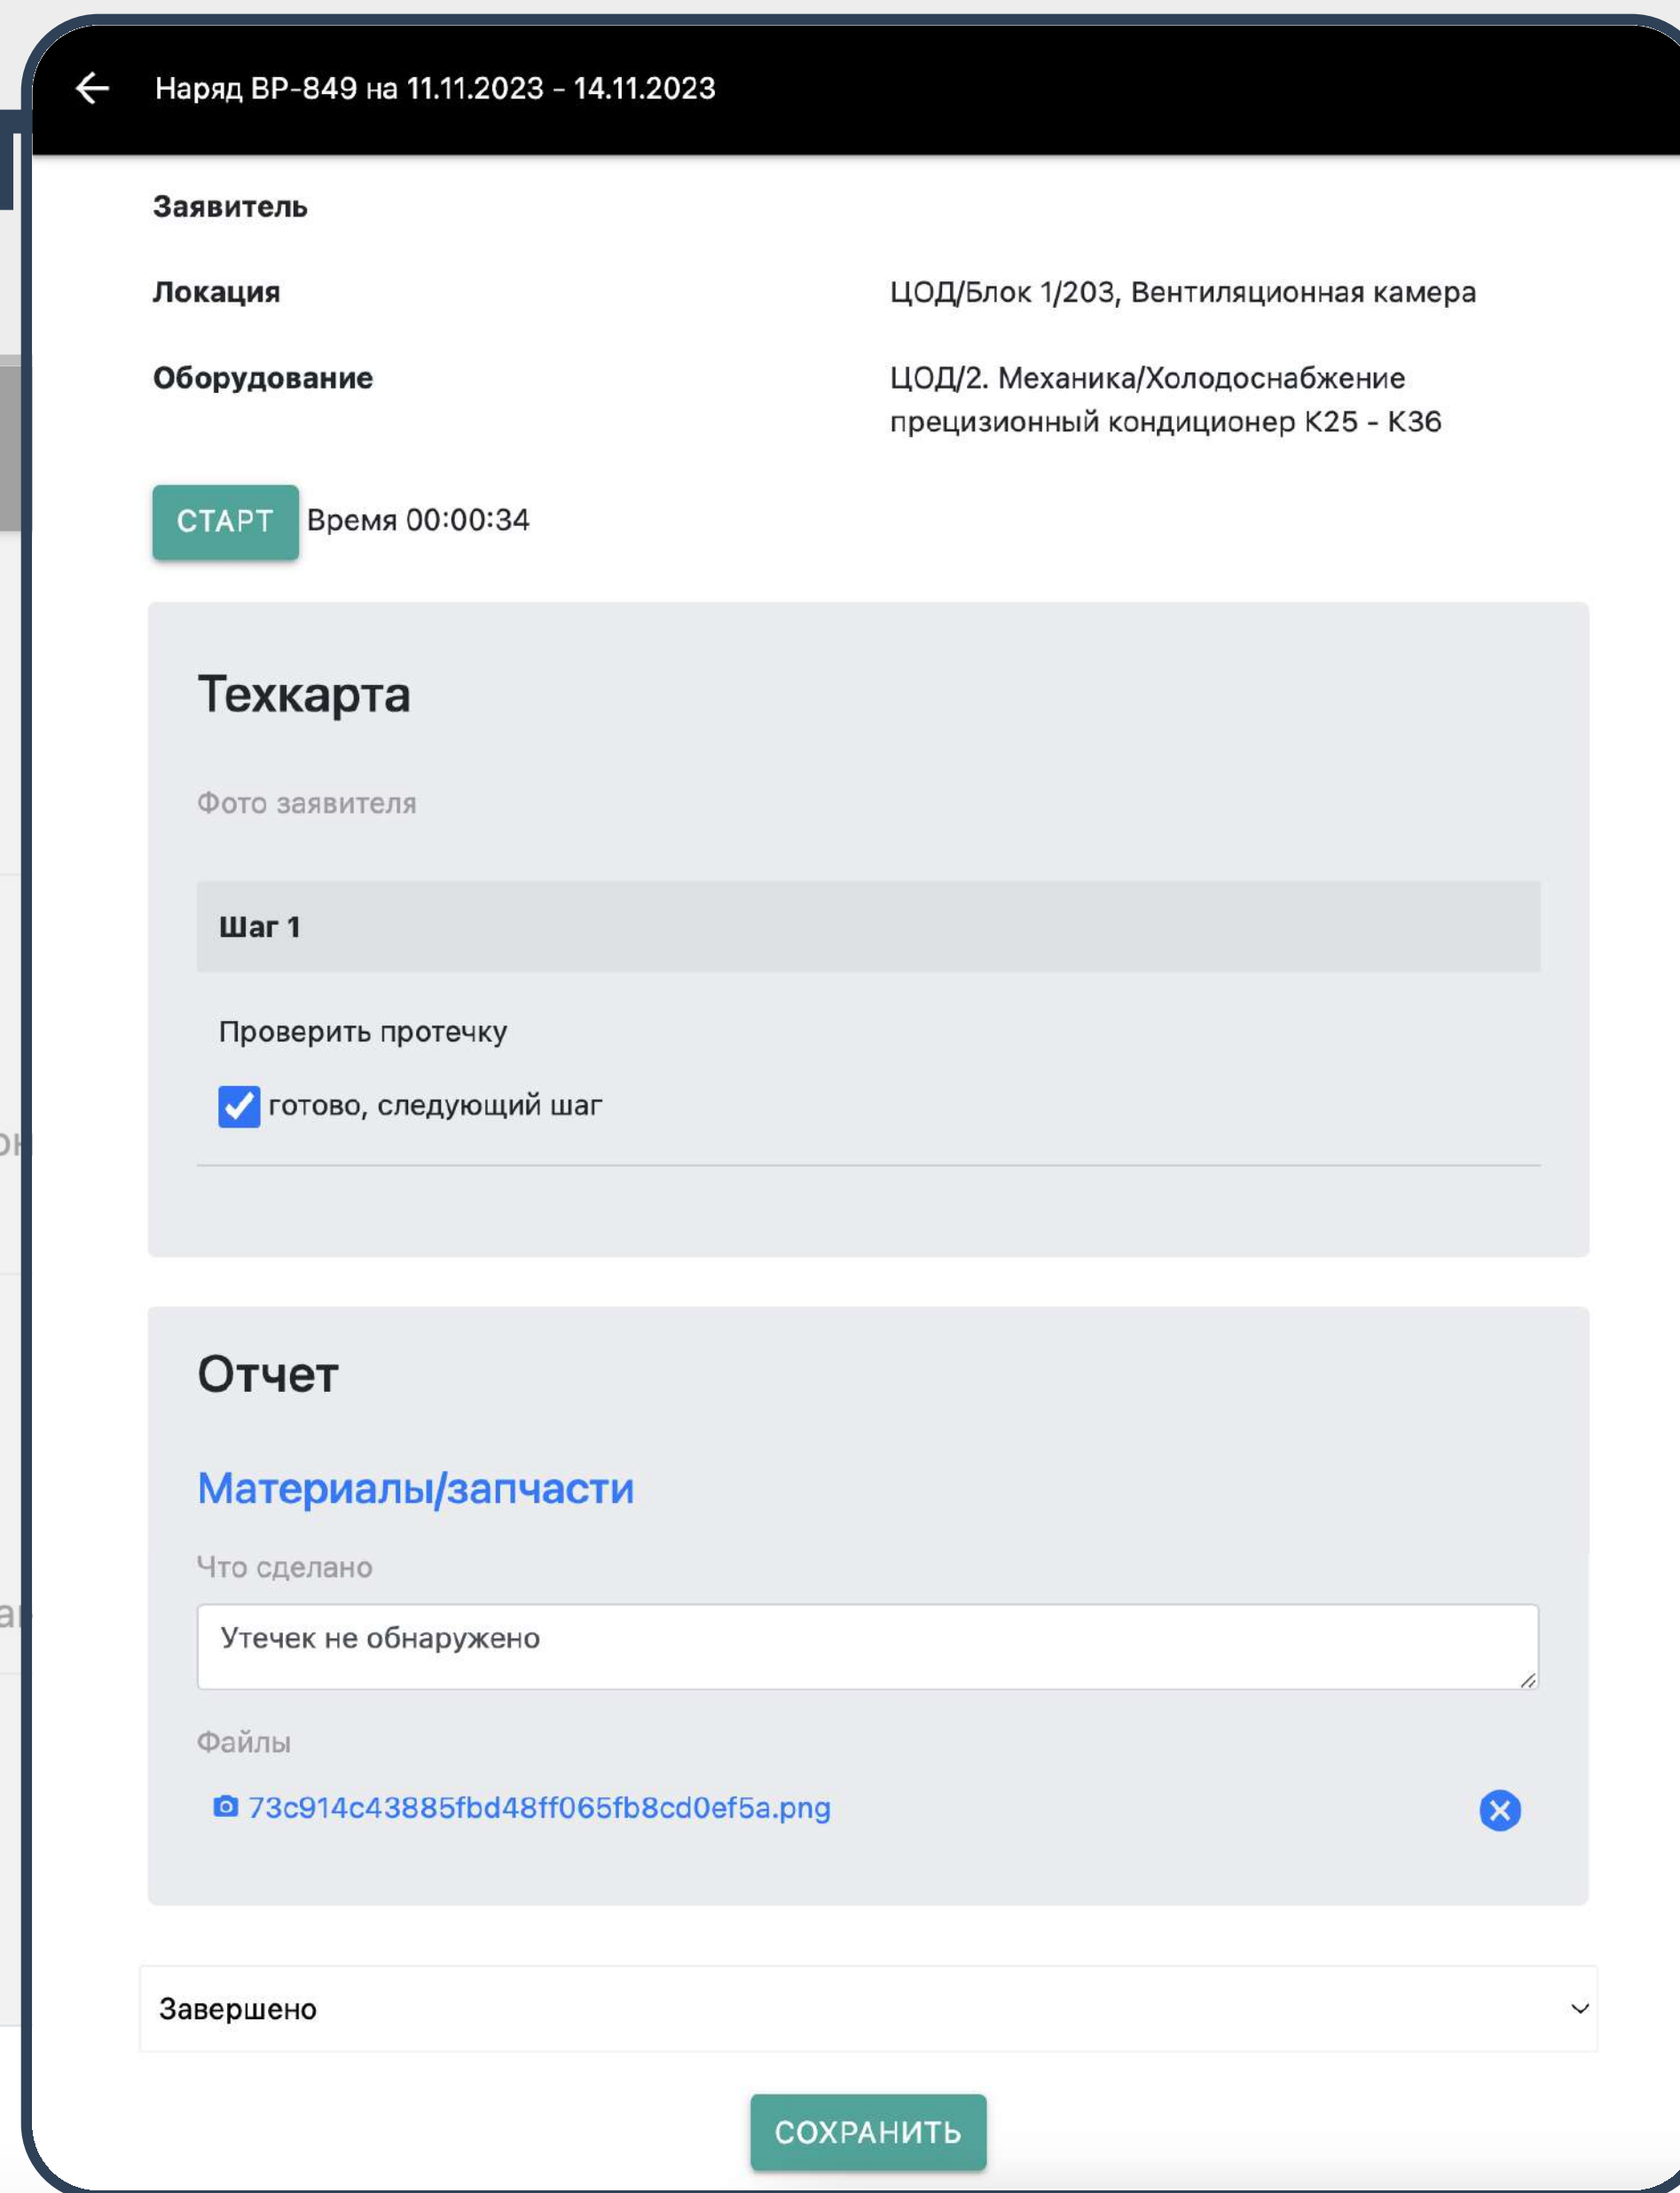 Наряд ВР-849 на 11.11.2023 - 14.11.2023
Заявитель
Локация
ЦОД/Блок 1/203, Вентиляционная камера
Оборудование
ЦОД/2. Механика/Холодоснабжение
прецизионный кондиционер К25 - К36
СТАРТ Время 00:00:34
Техкарта
Фото заявителя
Шаг 1
Проверить протечку
готово, следующий шаг
Отчет
Материалы/запчасти
Что сделано
Утечек не обнаружено
Файлы
73c914c43885fbd48ff065fb8cd0ef5a.png
Завершено
СОХРАНИТЬ